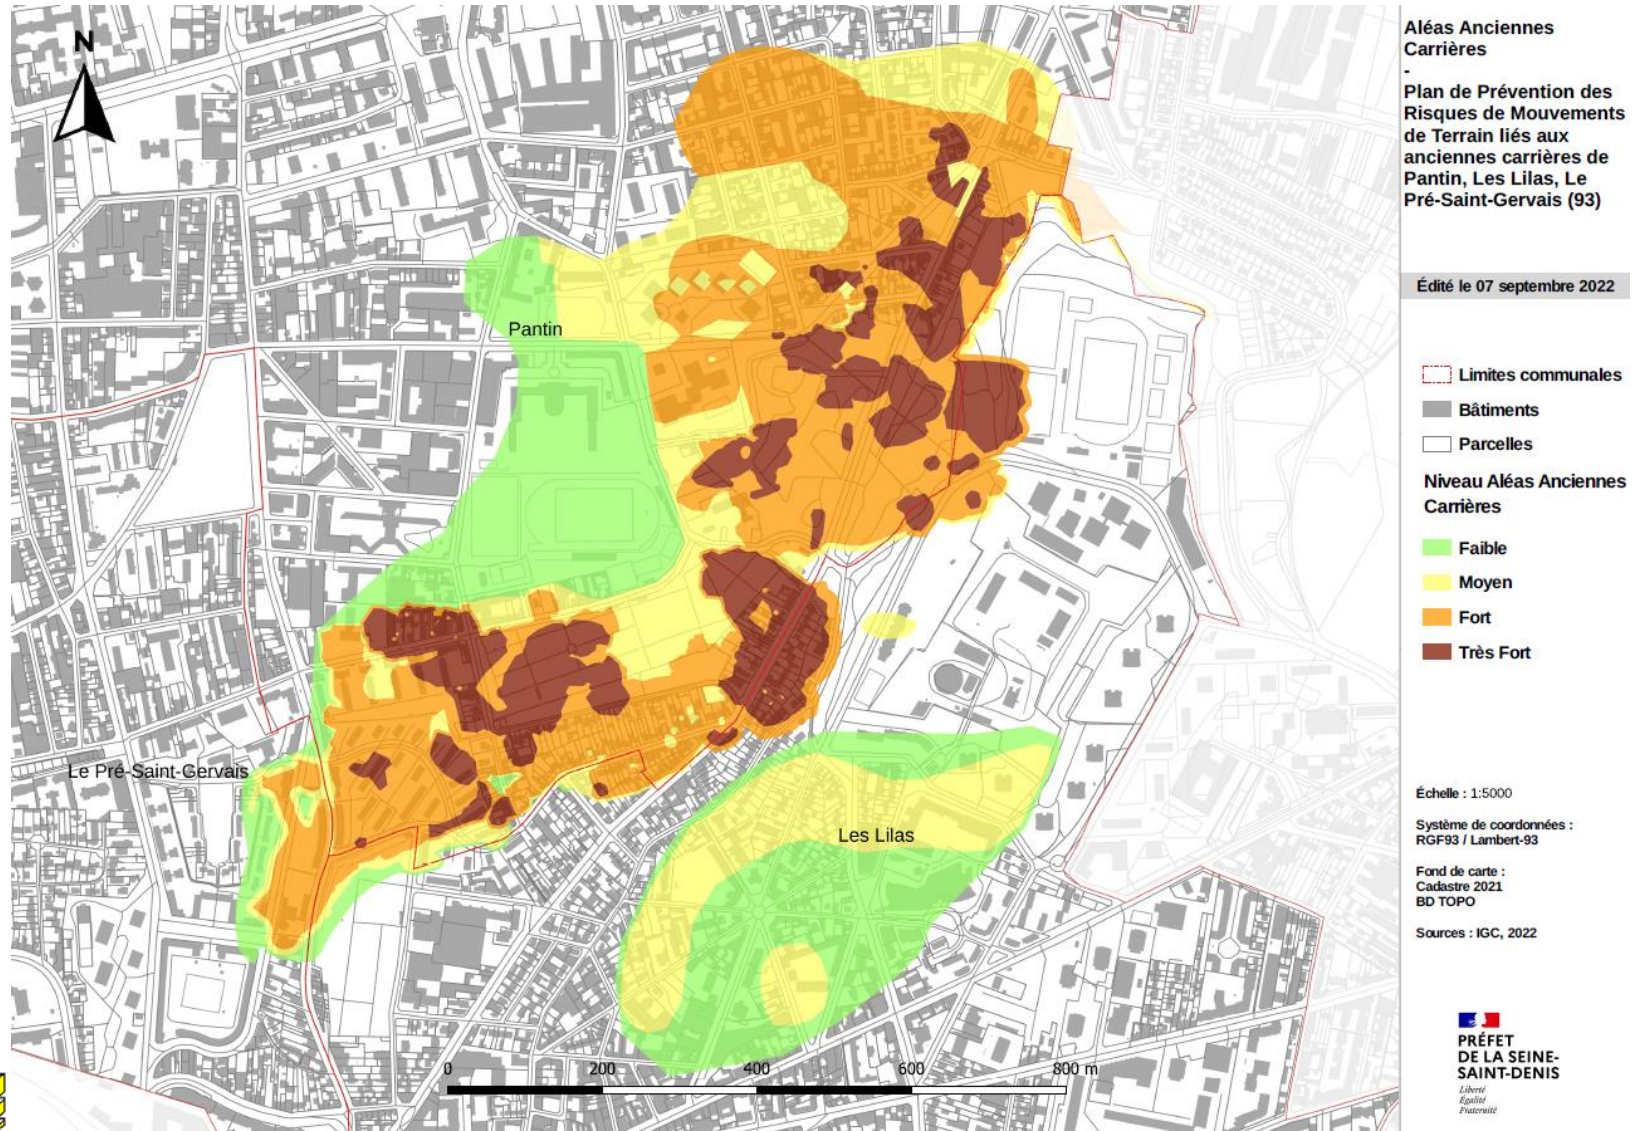 N
Pantin
Le Pré-Saint-Gervais
Les Lilas
0 200 400 600 800 m
Aléas Anciennes
Carrières
-
Plan de Prévention des
Risques de Mouvements
de Terrain liés aux
anciennes carrières de
Pantin, Les Lilas, Le
Pré-Saint-Gervais (93)
Édité le 07 septembre 2022
Limites communales
Bâtiments
Parcelles
Niveau Aléas Anciennes
Carrières
Faible
Moyen
Fort
Très Fort
Échelle : 1:5000
Système de coordonnées :
RGF93 / Lambert-93
Fond de carte :
Cadastre 2021
BD TOPO
Sources : IGC, 2022
PRÉFET
DE LA SEINE-
SAINT-DENIS
Liberté
Égalité
Fraternité